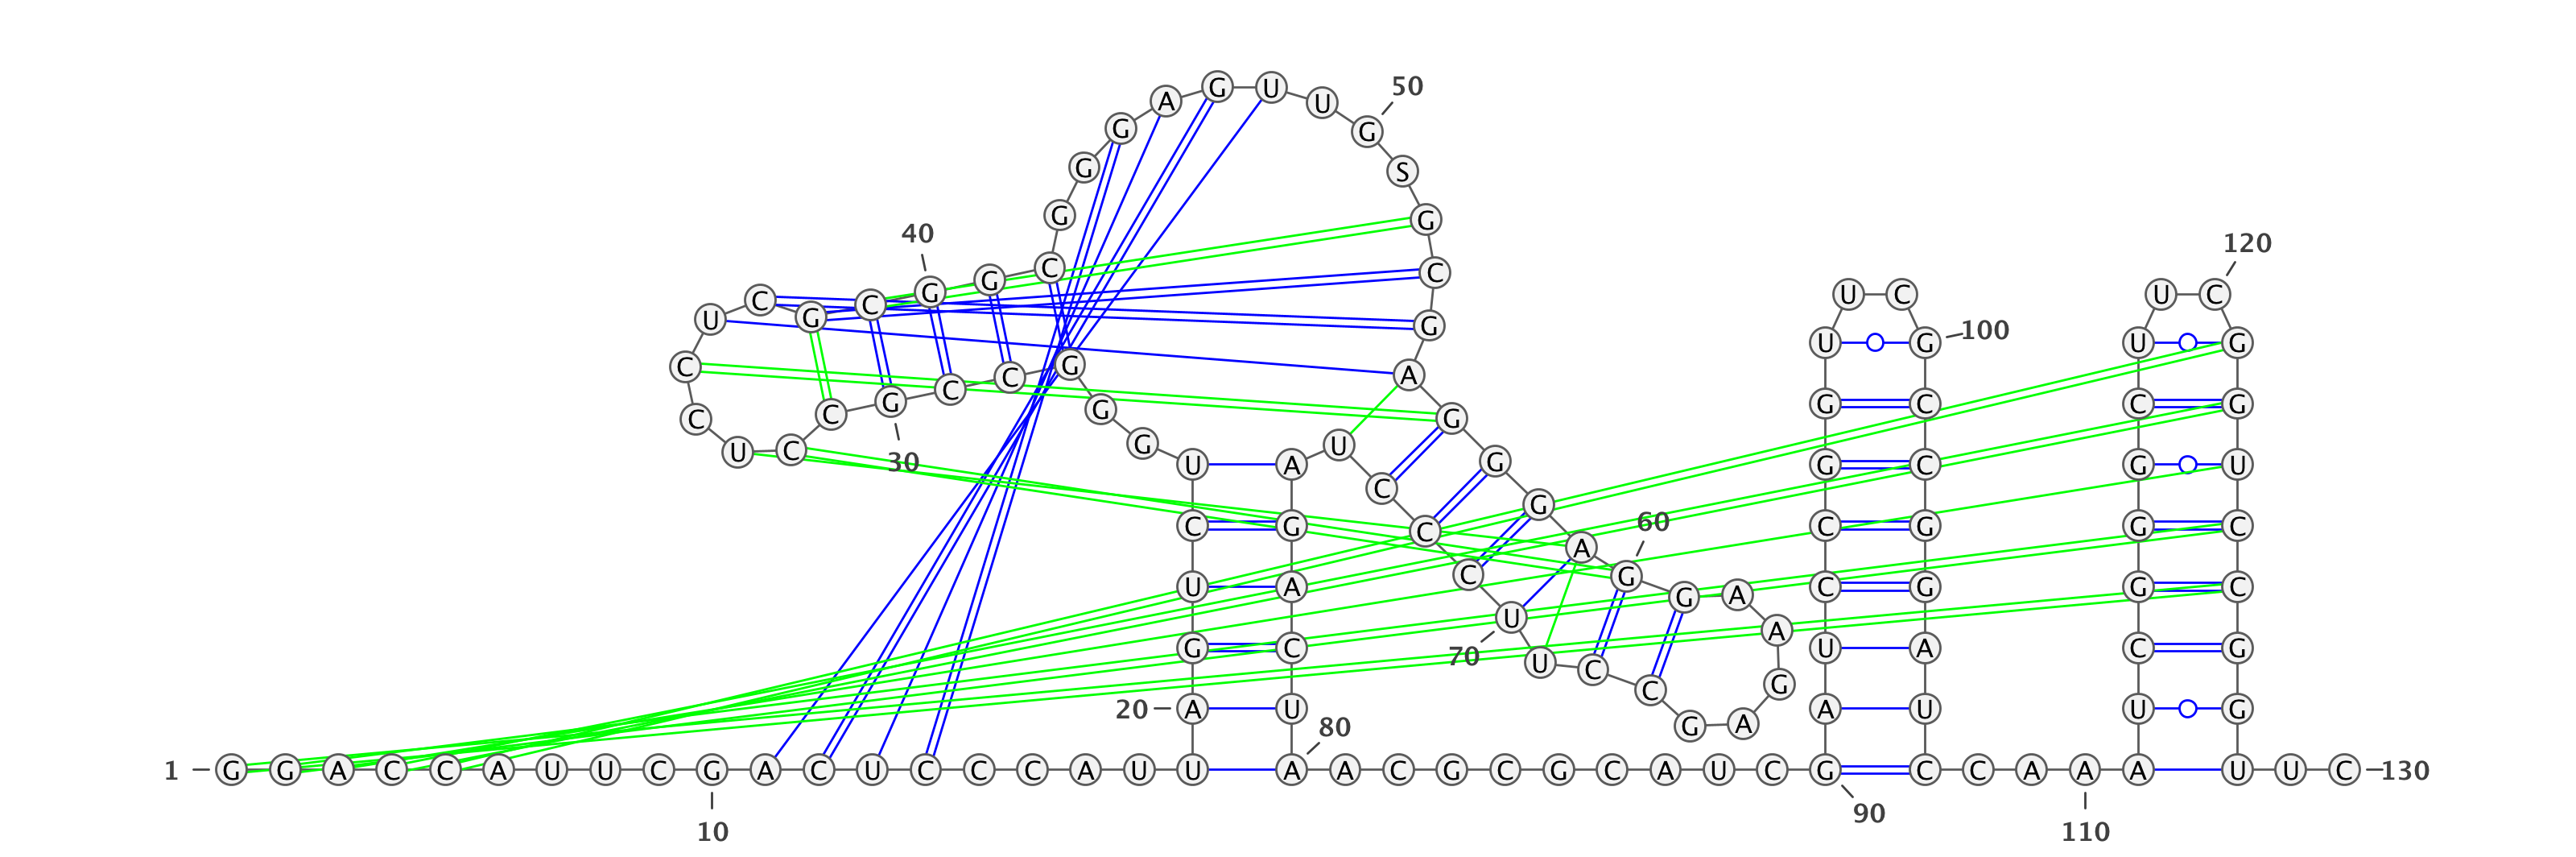 1
G G A C C A U U C G
10
A C U C C C A U U A
20
G U C U G G G C C G
30
C C U C C U C G C G
40
G C G G G A G U U G
50
S G C G A G G G A G
60
G A A G A G C C U U
70
C C C U A G A C U A
80
A C G C G C A U C G
90
A U C C G G U U C G
100
C C G G A U C C A A
110
A U C G G G C U U C
120
G G U C C G G U U C
130